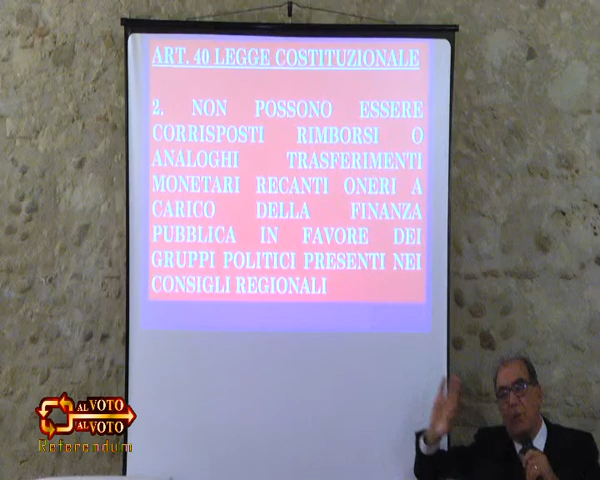 ART. 40 LEGGE COSTITUZIONALE
2. NON POSSONO ESSERE
CORRISPOSTI RIMBORSI O
ANALOGHI TRASFERIMENTI
MONETARI RECANTI ONERI A
CARICO DELLA FINANZA
PUBBLICA IN FAVORE DEI
GRUPPI POLITICI PRESENTI NEI
CONSIGLI REGIONALI
AL VOTO
AL VOTO
Referendum